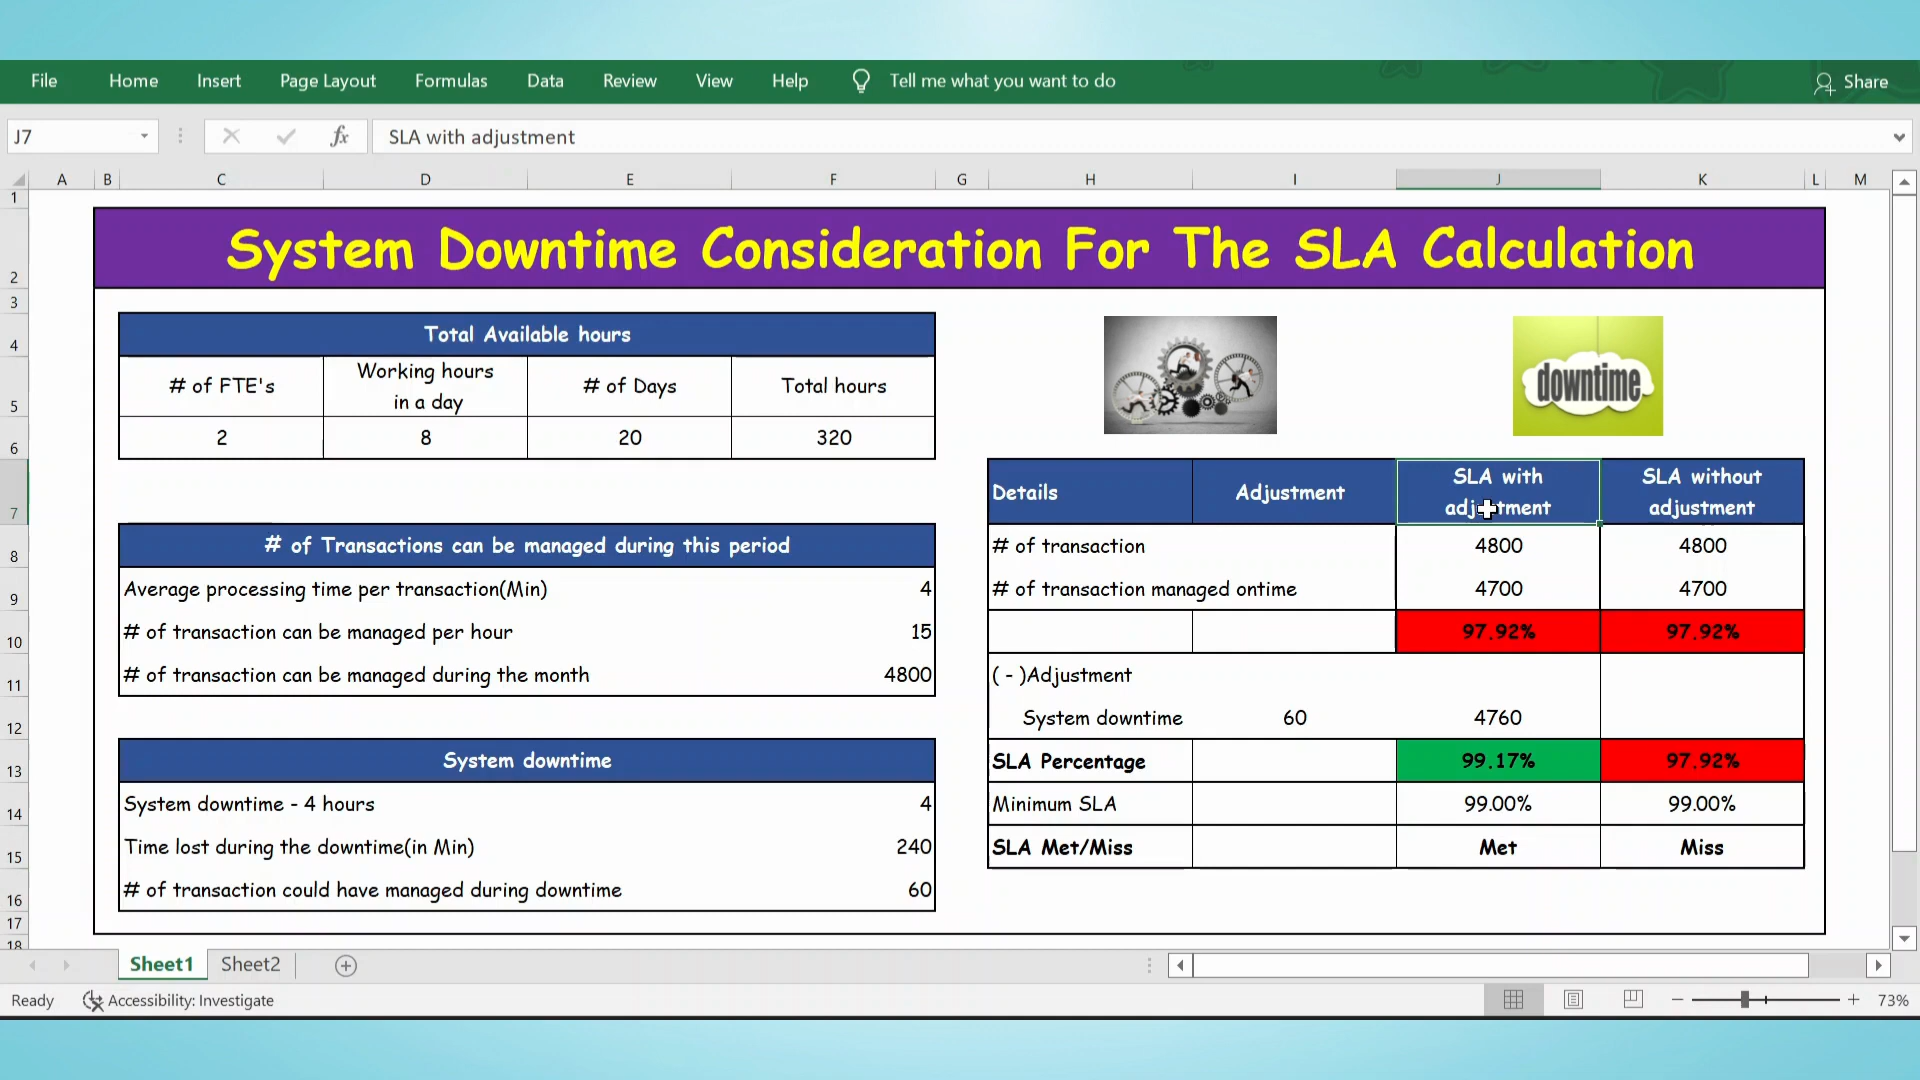 File Home Insert Page Layout Formulas Data Review View Help Tell me what you want to do Share
J7 fx SLA with adjustment
A B C D E F G H I J K L M
1
2 System Downtime Consideration For The SLA Calculation
3
4 Total Available hours
downtime
5 # of FTE's Working hours in a day # of Days Total hours
6 2 8 20 320
7 Details Adjustment SLA with adjustment SLA without adjustment
8 # of Transactions can be managed during this period # of transaction 4800 4800
9 Average processing time per transaction(Min) 4 # of transaction managed ontime 4700 4700
10 # of transaction can be managed per hour 15 97.92% 97.92%
11 # of transaction can be managed during the month 4800 ( - )Adjustment
12 System downtime 60 4760
13 System downtime SLA Percentage 99.17% 97.92%
14 System downtime - 4 hours 4 Minimum SLA 99.00% 99.00%
15 Time lost during the downtime(in Min) 240 SLA Met/Miss Met Miss
16 # of transaction could have managed during downtime 60
17
18
Sheet1 Sheet2
Ready Accessibility: Investigate 73%